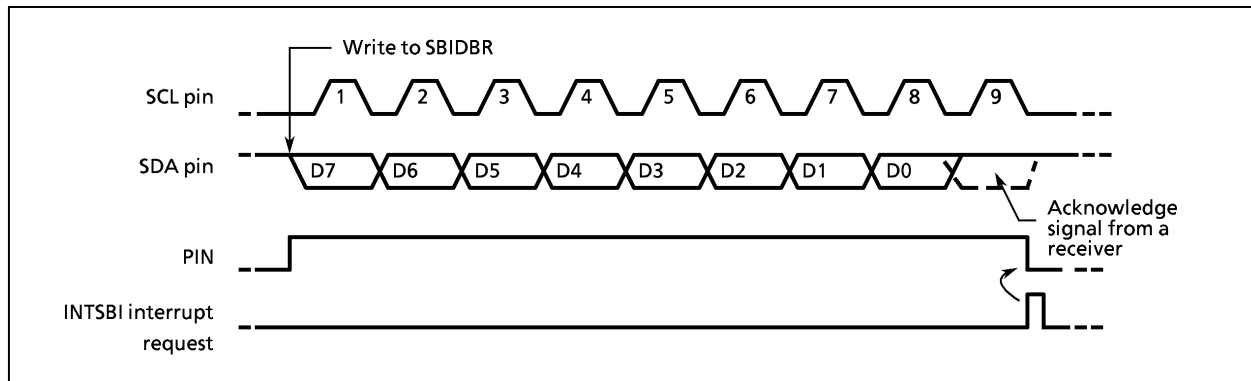 Write to SBIDBR
SCL pin
1 2 3 4 5 6 7 8 9
SDA pin
D7 D6 D5 D4 D3 D2 D1 D0
Acknowledge
signal from a
receiver
PIN
INTSBI interrupt
request